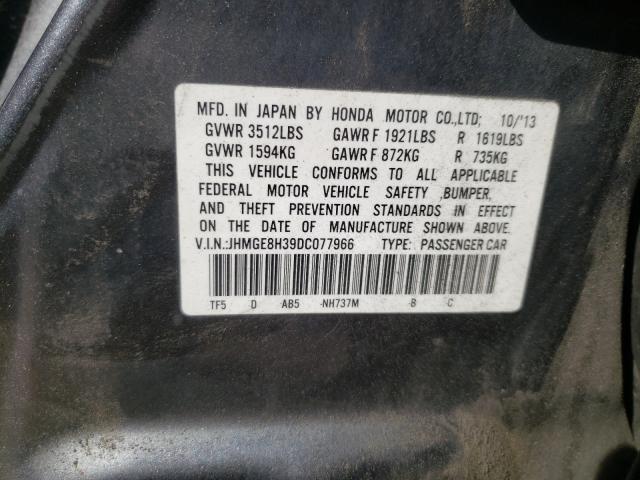 MFD. IN JAPAN BY HONDA MOTOR CO.,LTD; 10/'13
GVWR 3512LBS GAWR F 1921LBS R 1619LBS
GVWR 1594KG GAWR F 872KG R 735KG
THIS VEHICLE CONFORMS TO ALL APPLICABLE
FEDERAL MOTOR VEHICLE SAFETY ,BUMPER,
AND THEFT PREVENTION STANDARDS IN EFFECT
ON THE DATE OF MANUFACTURE SHOWN ABOVE.
V.I.N.:JHMGE8H39DC077966 TYPE: PASSENGER CAR
TF5 D AB5 -NH737M -B C